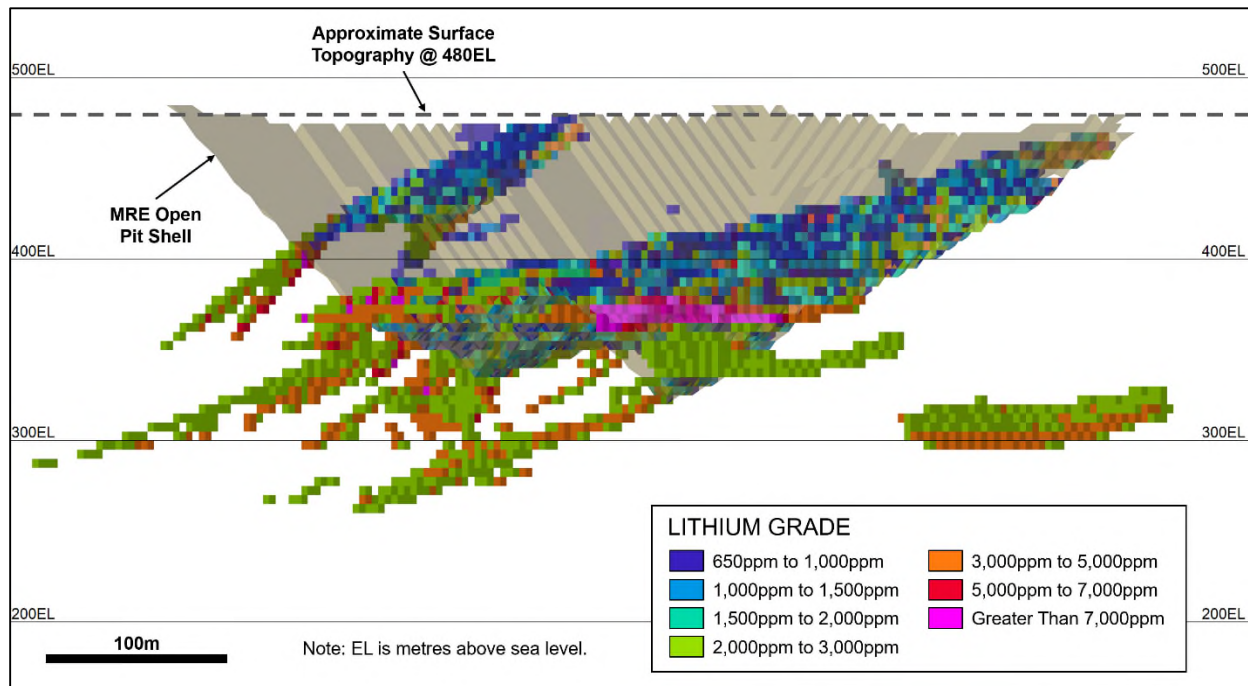 Approximate Surface
Topography @ 480EL
500EL
500EL
MRE Open
Pit Shell
400EL
400EL
300EL
300EL
LITHIUM GRADE
650ppm to 1,000ppm
3,000ppm to 5,000ppm
1,000ppm to 1,500ppm
5,000ppm to 7,000ppm
1,500ppm to 2,000ppm
Greater Than 7,000ppm
2,000ppm to 3,000ppm
200EL
200EL
100m
Note: EL is metres above sea level.